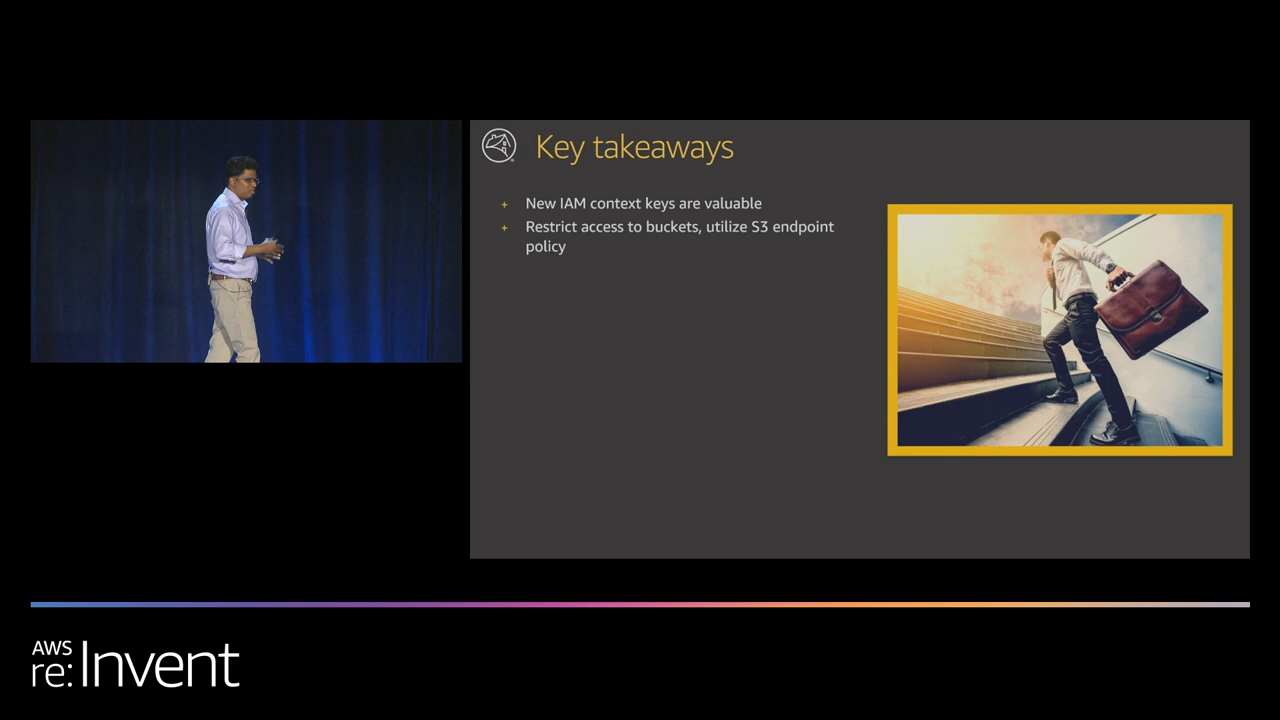 Key takeaways
+ New IAM context keys are valuable
+ Restrict access to buckets, utilize S3 endpoint
policy
AWS
re:Invent